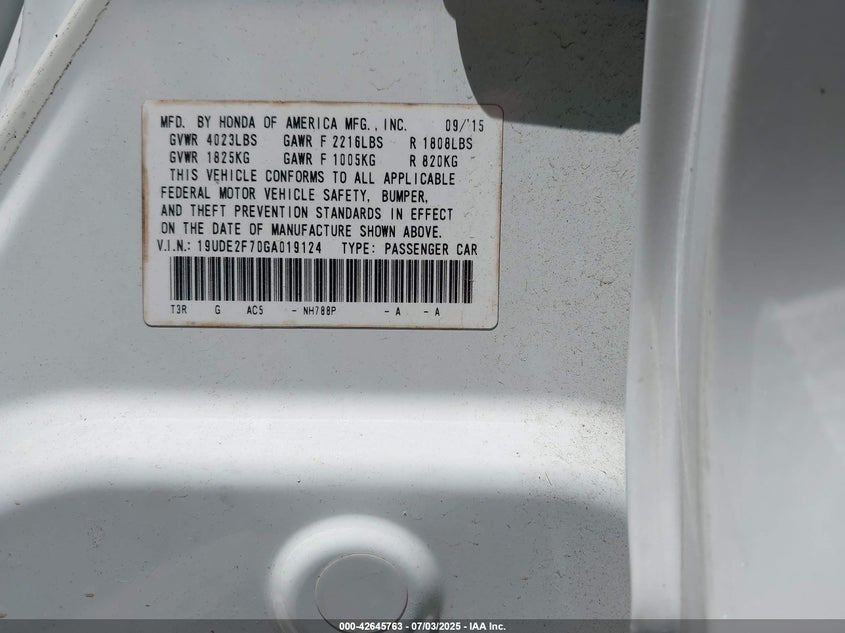 MFD. BY HONDA OF AMERICA MFG., INC. 09/'15
GVWR 4023LBS GAWR F 2216LBS R 1808LBS
GVWR 1825KG GAWR F 1005KG R 820KG
THIS VEHICLE CONFORMS TO ALL APPLICABLE
FEDERAL MOTOR VEHICLE SAFETY, BUMPER,
AND THEFT PREVENTION STANDARDS IN EFFECT
ON THE DATE OF MANUFACTURE SHOWN ABOVE.
V.I.N.: 19UDE2F70GA019124 TYPE: PASSENGER CAR
T3R G AC5 - NH788P - A - A
000-42645763 - 07/03/2025 - IAA Inc.